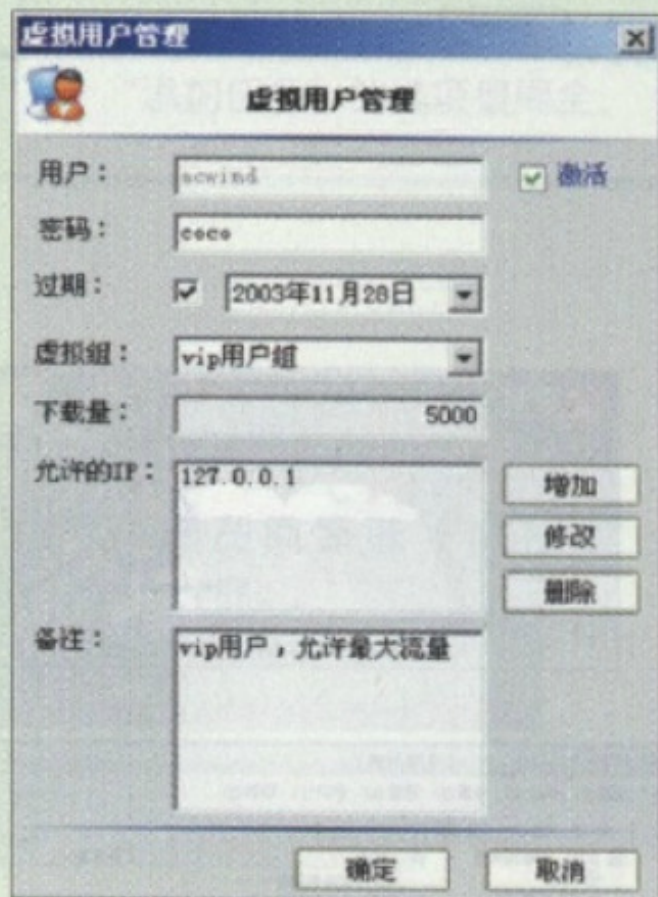 虚拟用户管理
虚拟用户管理
用户： acwind 激活
密码： coco
过期： 2003年11月28日
虚拟组： vip用户组
下载量： 5000
允许的IP： 127.0.0.1
增加
修改
删除
备注： vip用户，允许最大流量
确定 取消